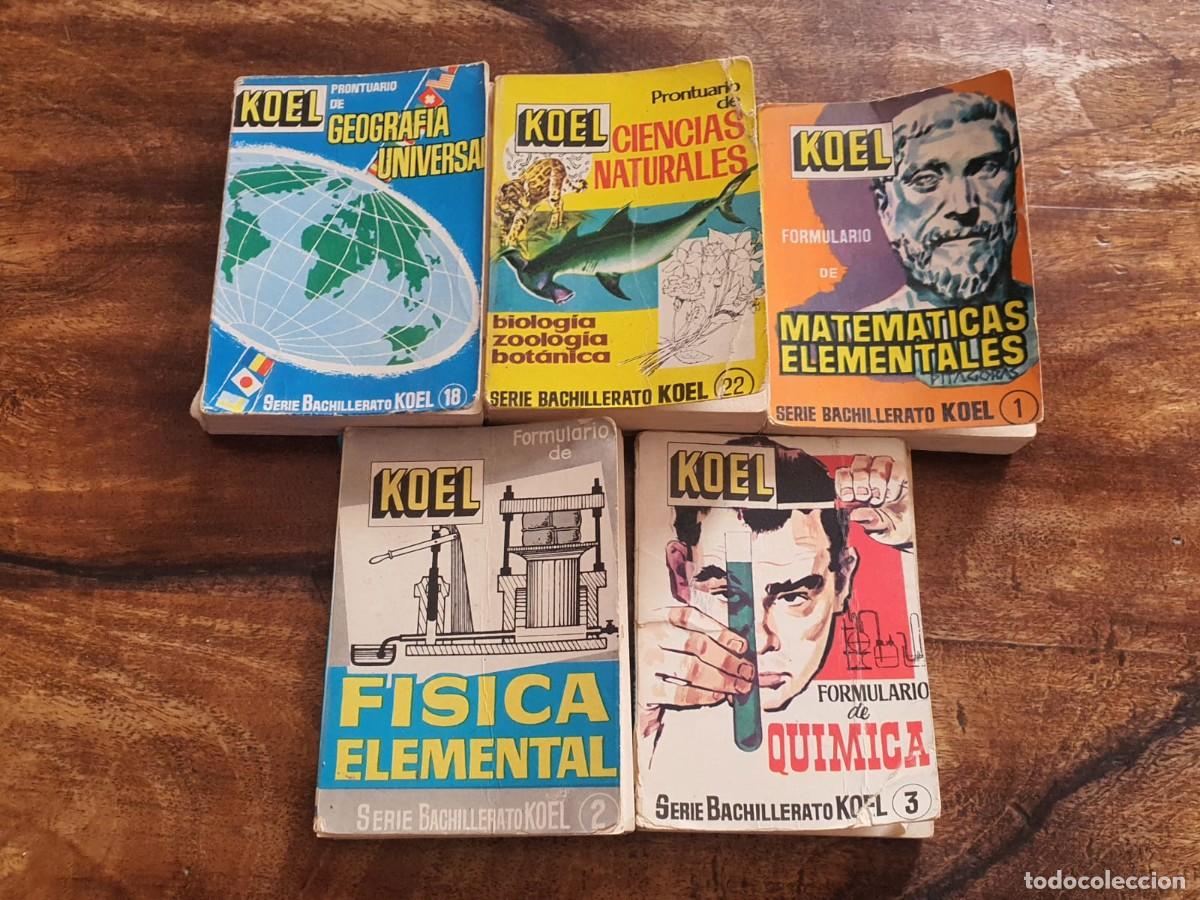 KOEL
PRONTUARIO
DE
GEOGRAFIA
UNIVERSAL
SERIE BACHILLERATO KOEL 18
Prontuario
de
KOEL
CIENCIAS
NATURALES
biología
zoología
botánica
SERIE BACHILLERATO KOEL 22
KOEL
FORMULARIO
DE
MATEMATICAS
ELEMENTALES
PITAGORAS
SERIE BACHILLERATO KOEL 1
Formulario
de
KOEL
FISICA
ELEMENTAL
SERIE BACHILLERATO KOEL 2
KOEL
FORMULARIO
de
QUIMICA
SERIE BACHILLERATO KOEL 3
todocoleccion